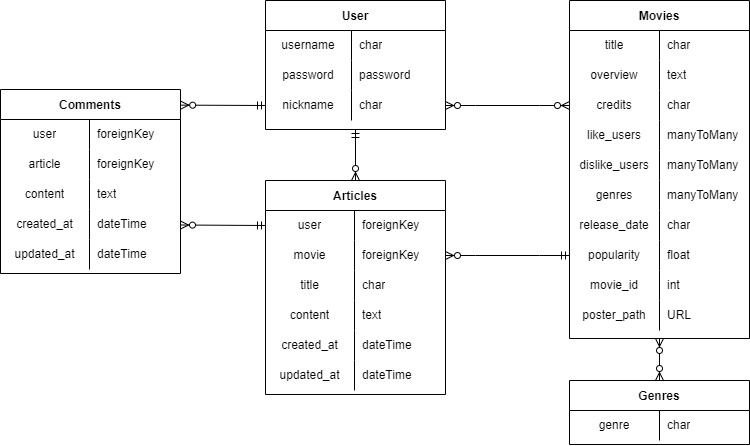 User
username char
password password
nickname char
Movies
title char
overview text
credits char
like_users manyToMany
dislike_users manyToMany
genres manyToMany
release_date char
popularity float
movie_id int
poster_path URL
Comments
user foreignKey
article foreignKey
content text
created_at dateTime
updated_at dateTime
Articles
user foreignKey
movie foreignKey
title char
content text
created_at dateTime
updated_at dateTime
Genres
genre char